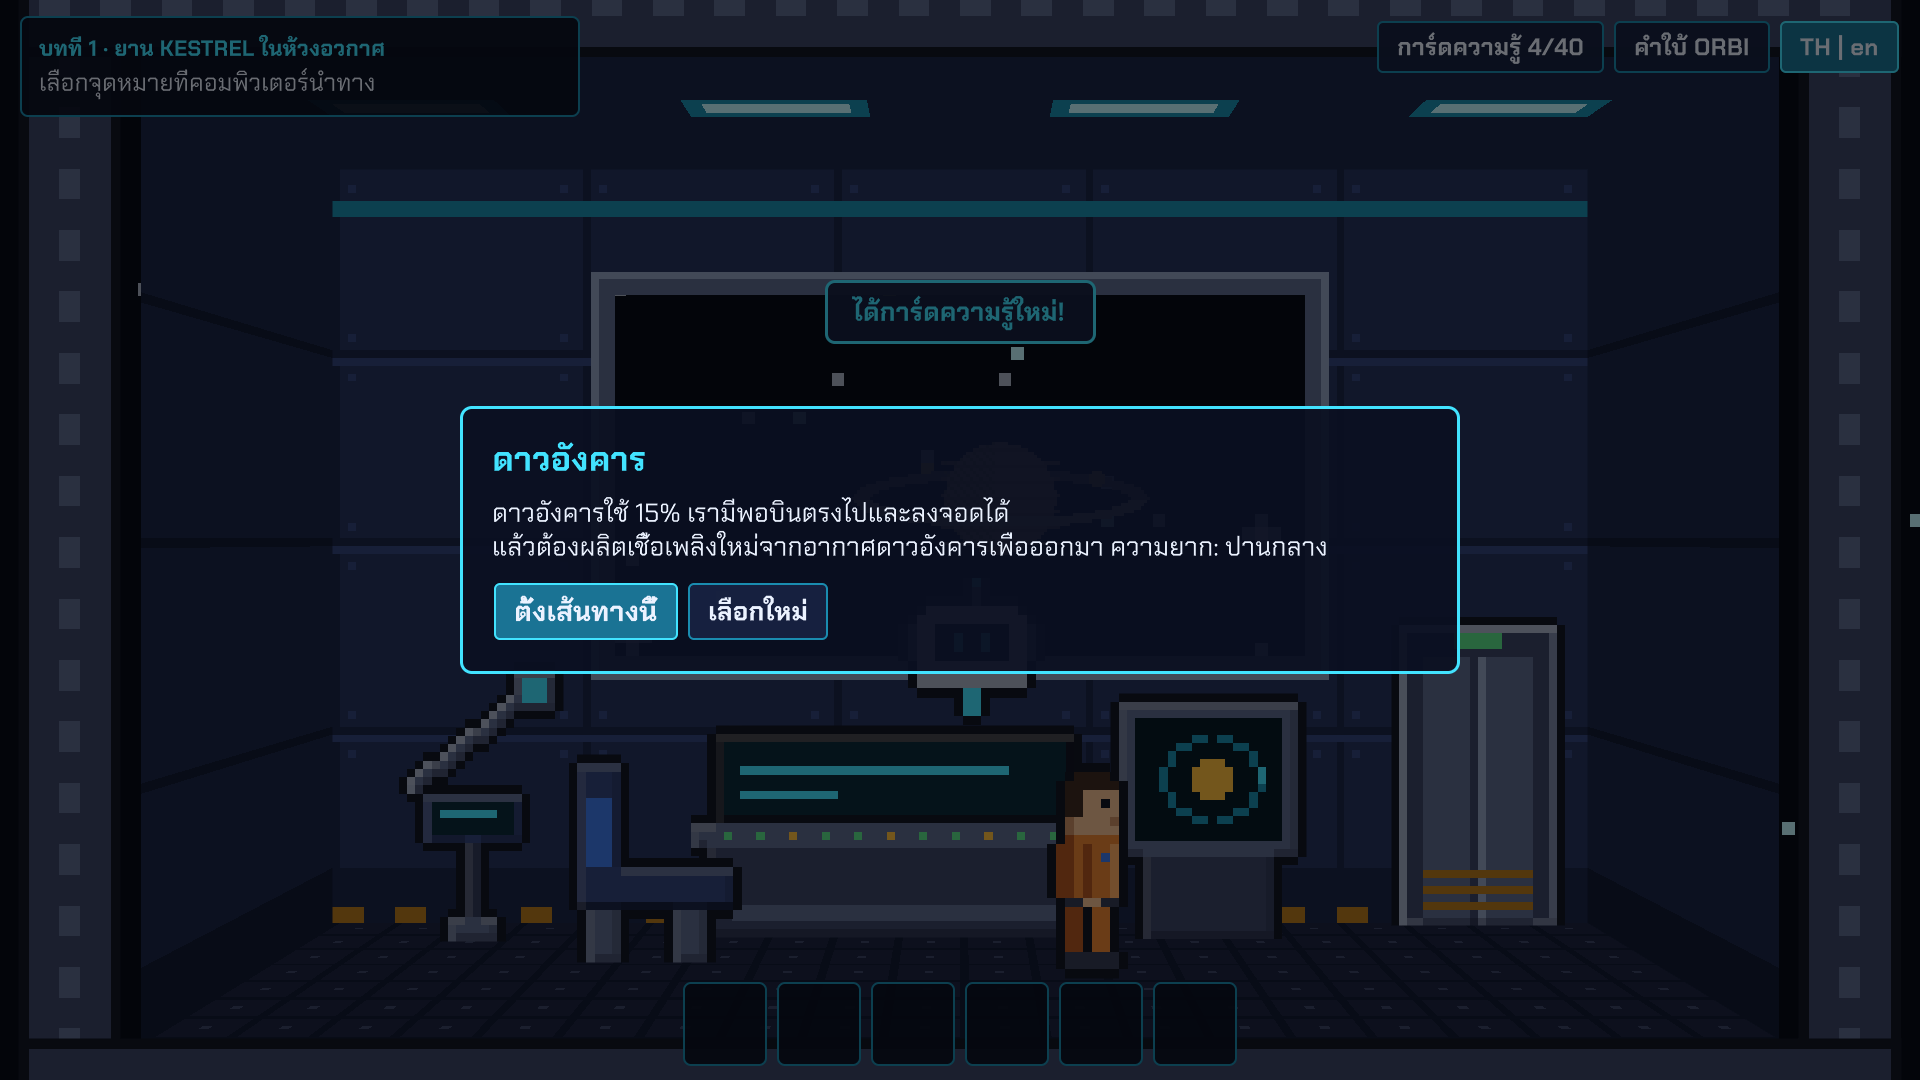 บทที่ 1 · ยาน KESTREL ในห้วงอวกาศ
เลือกจุดหมายที่คอมพิวเตอร์นำทาง
การ์ดความรู้ 4/40
คำใบ้ ORBI
TH | en
ได้การ์ดความรู้ใหม่!
ดาวอังคาร
ดาวอังคารใช้ 15% เรามีพอบินตรงไปและลงจอดได้
แล้วต้องผลิตเชื้อเพลิงใหม่จากอากาศดาวอังคารเพื่อออกมา ความยาก: ปานกลาง
ตั้งเส้นทางนี้
เลือกใหม่